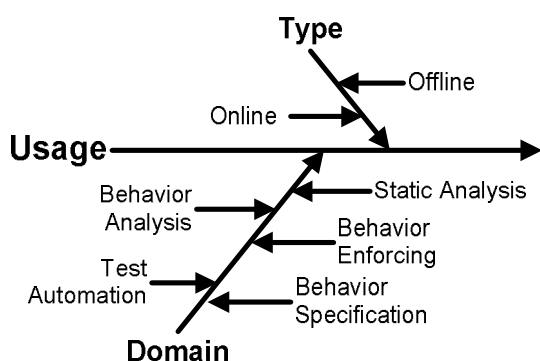 Type
Offline
Online
Usage
Static Analysis
Behavior
Analysis
Behavior
Enforcing
Test
Automation
Behavior
Specification
Domain